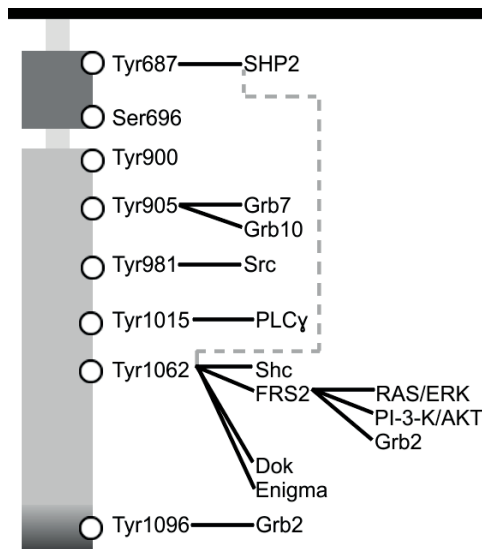 Tyr687 SHP2
Ser696
Tyr900
Tyr905 Grb7
Grb10
Tyr981 Src
Tyr1015 PLCγ
Tyr1062 Shc
FRS2 RAS/ERK
PI-3-K/AKT
Grb2
Dok
Enigma
Tyr1096 Grb2